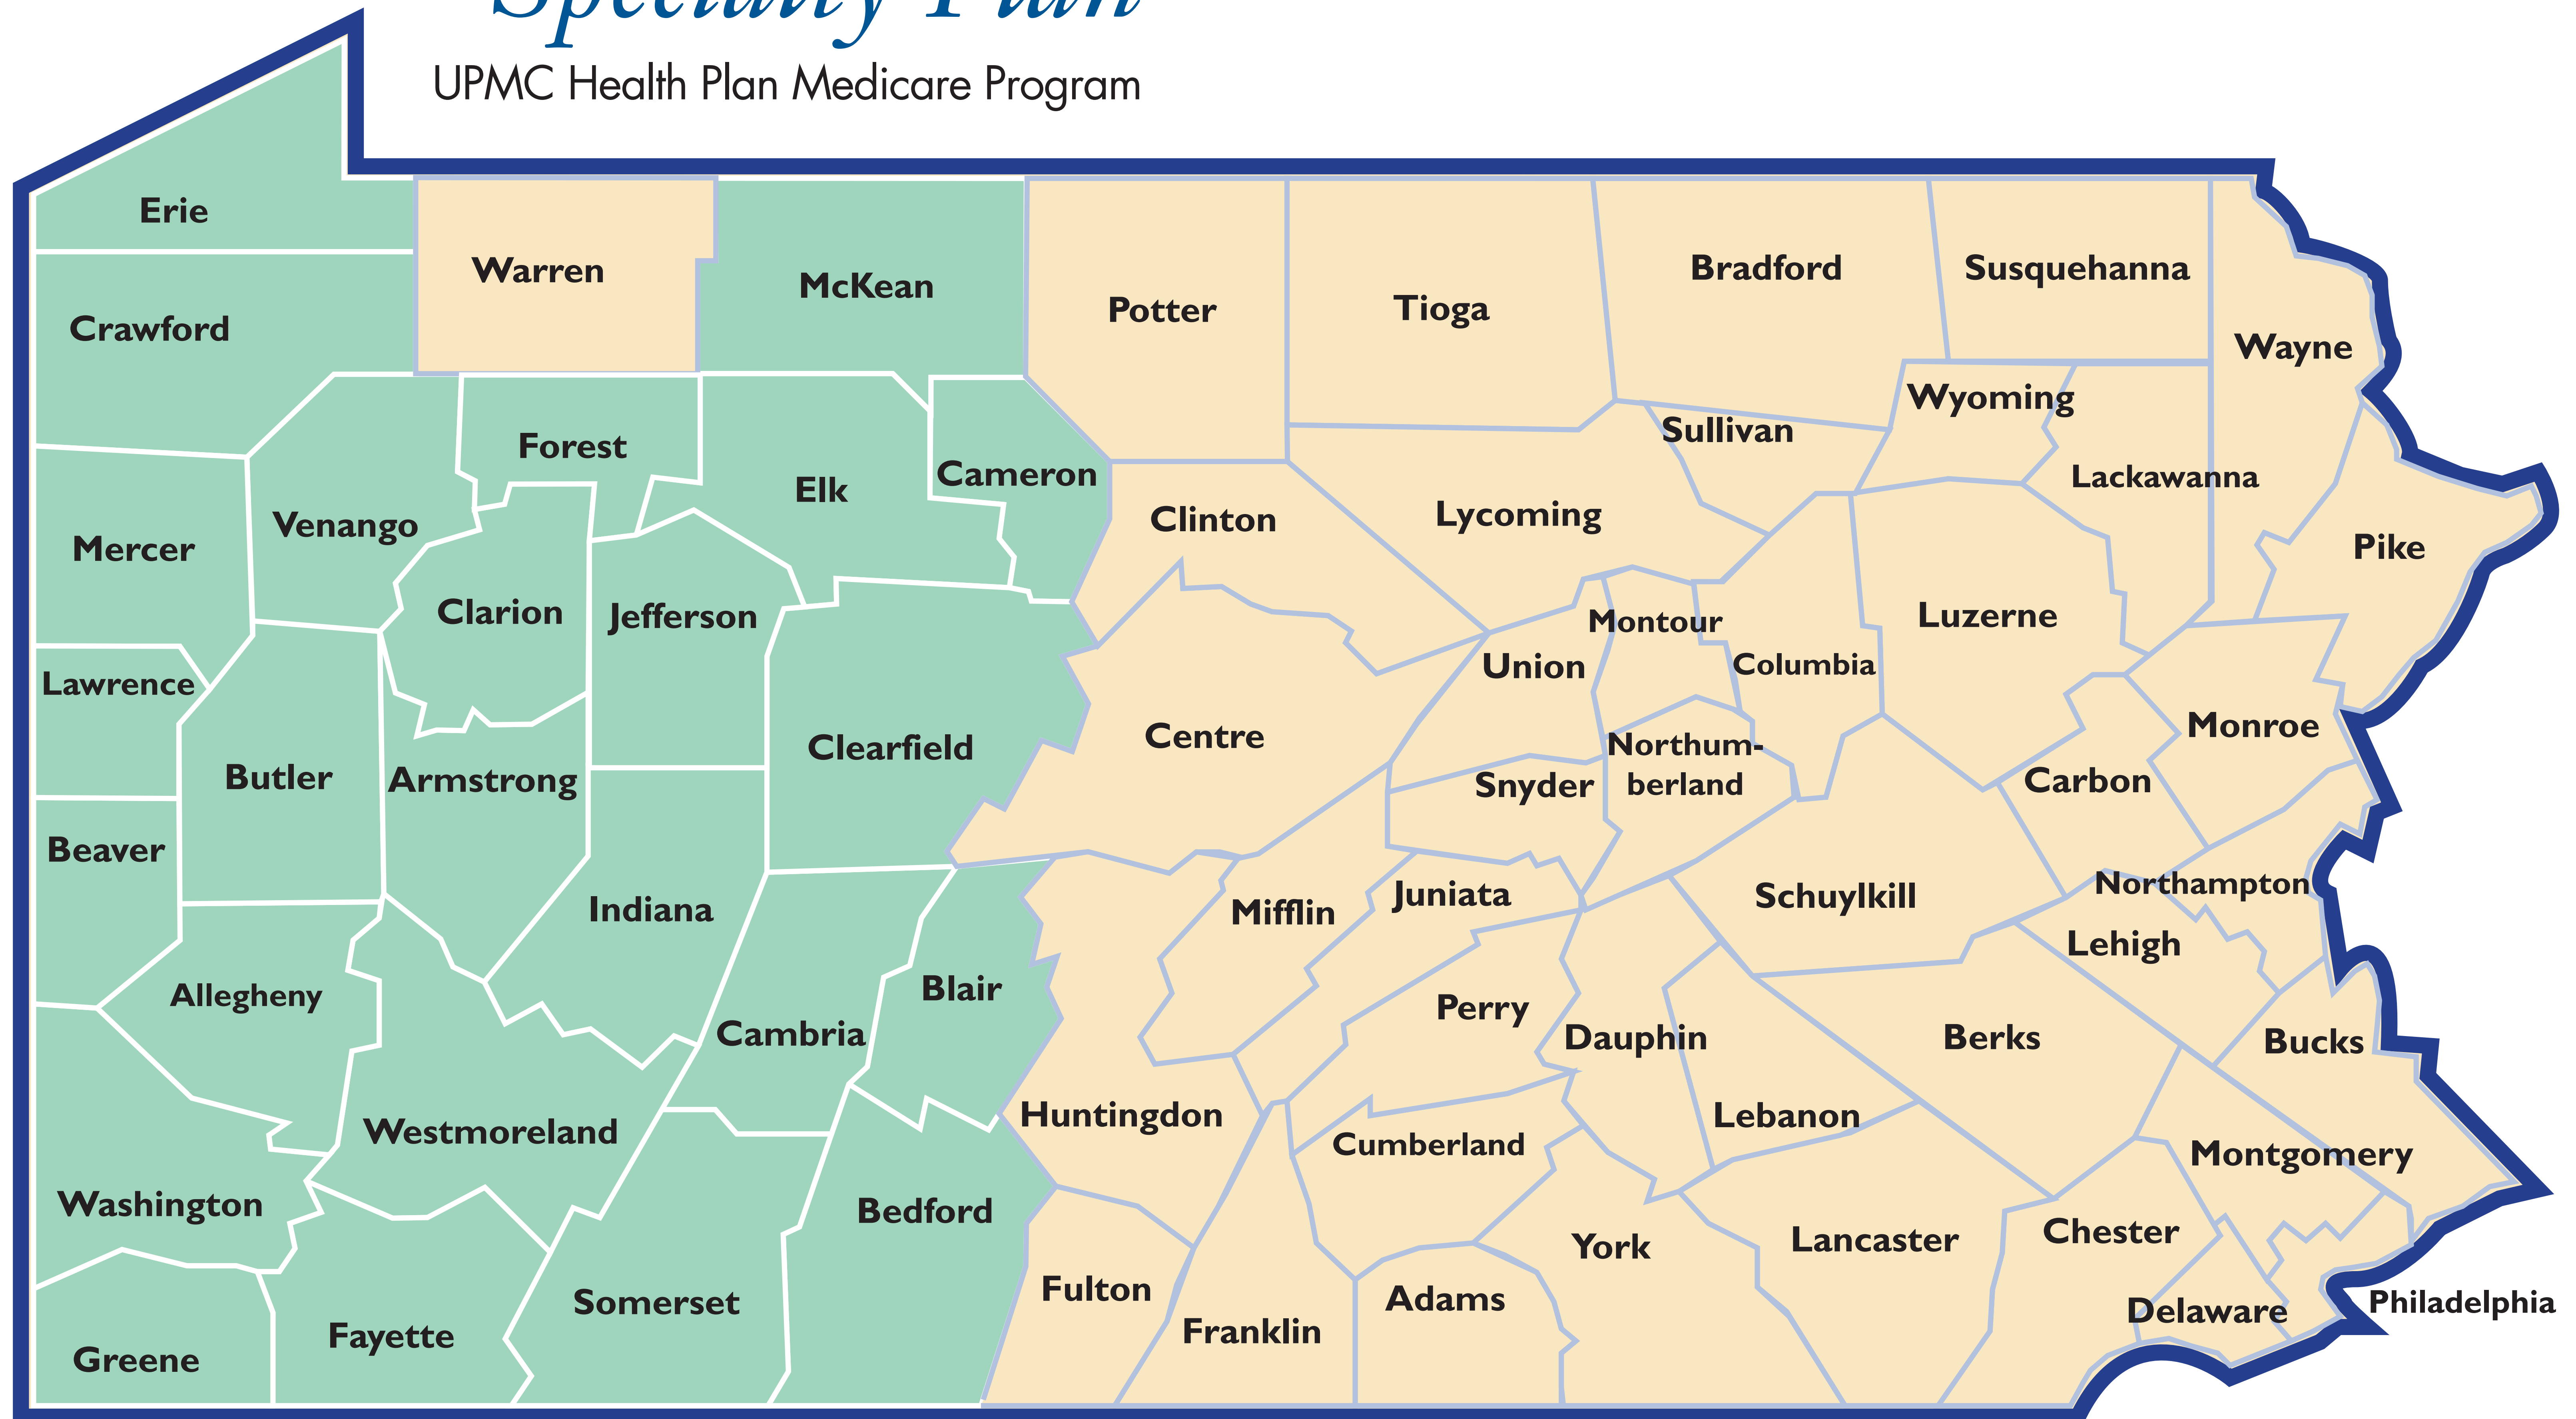 Specialty Plan
UPMC Health Plan Medicare Program
Erie
Warren
McKean
Potter
Tioga
Bradford
Susquehanna
Wayne
Crawford
Wyoming
Forest
Sullivan
Elk
Cameron
Lackawanna
Venango
Mercer
Clinton
Lycoming
Pike
Clarion
Jefferson
Montour
Luzerne
Union
Columbia
Lawrence
Centre
Monroe
Clearfield
Northum-
berland
Butler
Armstrong
Snyder
Carbon
Beaver
Indiana
Mifflin
Juniata
Schuylkill
Northampton
Lehigh
Allegheny
Blair
Perry
Cambria
Dauphin
Berks
Bucks
Westmoreland
Huntingdon
Lebanon
Cumberland
Montgomery
Washington
Bedford
York
Lancaster
Chester
Somerset
Fulton
Adams
Delaware
Philadelphia
Greene
Fayette
Franklin